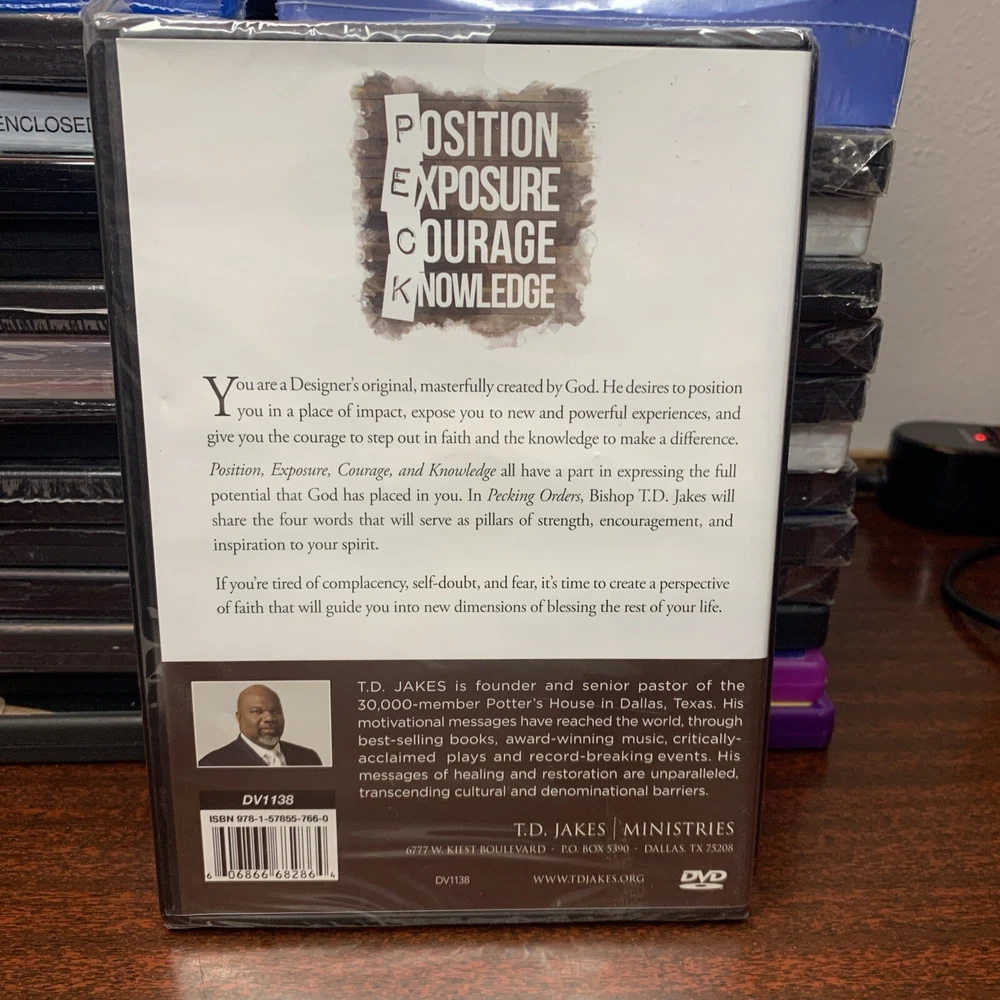 ENCLOSED
POSITION
EXPOSURE
COURAGE
KNOWLEDGE
You are a Designer's original, masterfully created by God. He desires to position
you in a place of impact, expose you to new and powerful experiences, and
give you the courage to step out in faith and the knowledge to make a difference.
Position, Exposure, Courage, and Knowledge all have a part in expressing the full
potential that God has placed in you. In Pecking Orders, Bishop T.D. Jakes will
share the four words that will serve as pillars of strength, encouragement, and
inspiration to your spirit.
If you're tired of complacency, self-doubt, and fear, it's time to create a perspective
of faith that will guide you into new dimensions of blessing the rest of your life.
T.D. JAKES is founder and senior pastor of the
30,000-member Potter's House in Dallas, Texas. His
motivational messages have reached the world, through
best-selling books, award-winning music, critically-
acclaimed plays and record-breaking events. His
messages of healing and restoration are unparalleled,
transcending cultural and denominational barriers.
DV1138
ISBN 978-1-57855-766-0
6 06866 68286 4
T.D. JAKES | MINISTRIES
6777 W. KIEST BOULEVARD · P.O. BOX 5390 · DALLAS, TX 75208
DV1138
WWW.TDJAKES.ORG
DVD